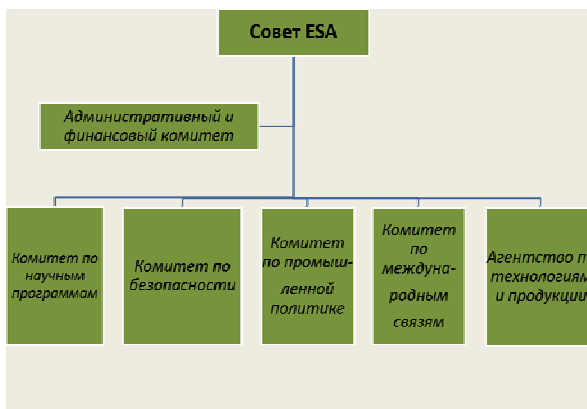 Совет ESA
Административный и
финансовый комитет
Комитет по
научным
программам
Комитет по
безопасности
Комитет
по промыш-
ленной
политике
Комитет
по
междуна-
родным
связям
Агентство п
технологиям
и продукции